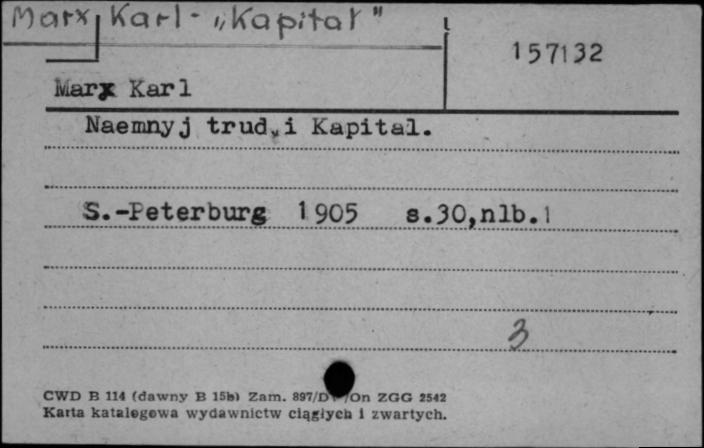 Marx, Karl - „Kapitał"
157132
Marx Karl
Naemnyj trud i Kapital.
S.-Peterburg 1905 s.30,nlb.1
3
CWD B 114 (dawny B 15b) Zam. 897/D /On ZGG 2542
Karta katalogowa wydawnictw ciągłych i zwartych.